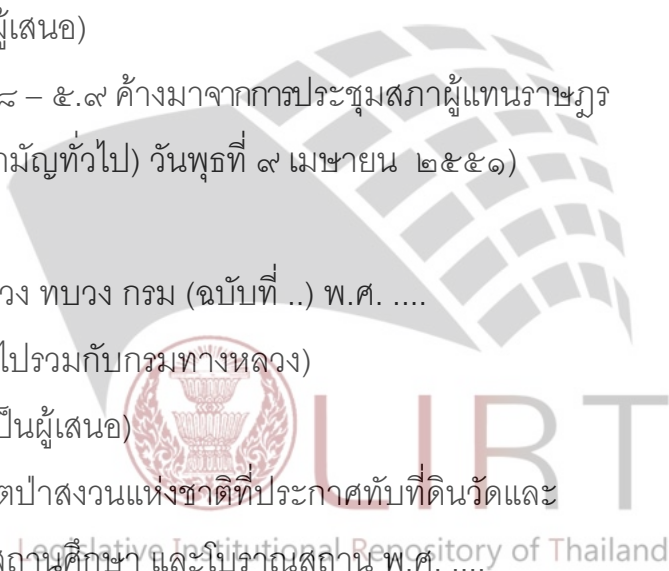 ผู้เสนอ)
๘ – ๕.๙ ค้างมาจากการประชุมสภาผู้แทนราษฎร
ามัญทั่วไป) วันพุธที่ ๙ เมษายน ๒๕๕๑)
วง ทบวง กรม (ฉบับที่ ..) พ.ศ. ....
ไปรวมกับกรมทางหลวง)
เป็นผู้เสนอ)
ตป่าสงวนแห่งชาติที่ประกาศทับที่ดินวัดและ
สถานศึกษา และโบราณสถาน พ.ศ. ....
LIRT
Legislative Institutional Repository of Thailand